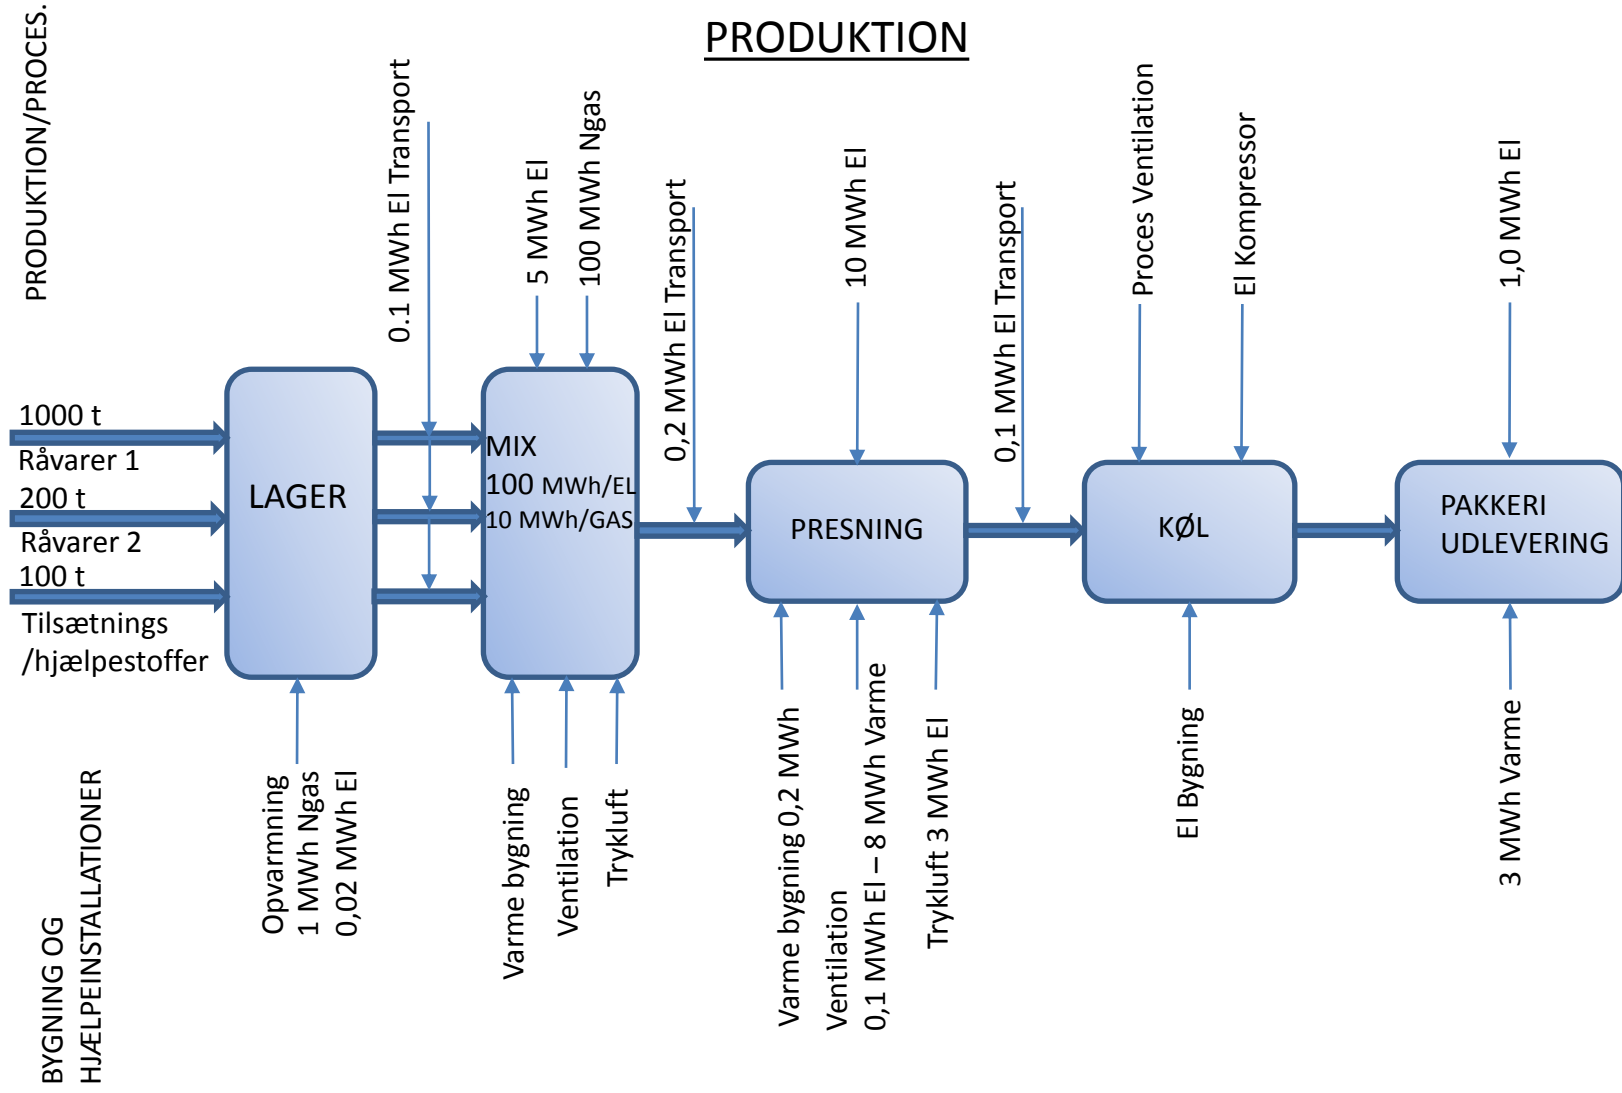 PRODUKTION
PRODUKTION/PROCES.
0.1 MWh El Transport
5 MWh El
100 MWh Ngas
0,2 MWh El Transport
10 MWh El
0,1 MWh El Transport
Proces Ventilation
El Kompressor
1,0 MWh El
1000 t
Råvarer 1
200 t
Råvarer 2
100 t
Tilsætnings
/hjælpestoffer
LAGER
MIX
100 MWh/EL
10 MWh/GAS
PRESNING
KØL
PAKKERI
UDLEVERING
BYGNING OG
HJÆLPEINSTALLATIONER
Opvarmning
1 MWh Ngas
0,02 MWh El
Varme bygning
Ventilation
Trykluft
Varme bygning 0,2 MWh
Ventilation
0,1 MWh El – 8 MWh Varme
Trykluft 3 MWh El
El Bygning
3 MWh Varme